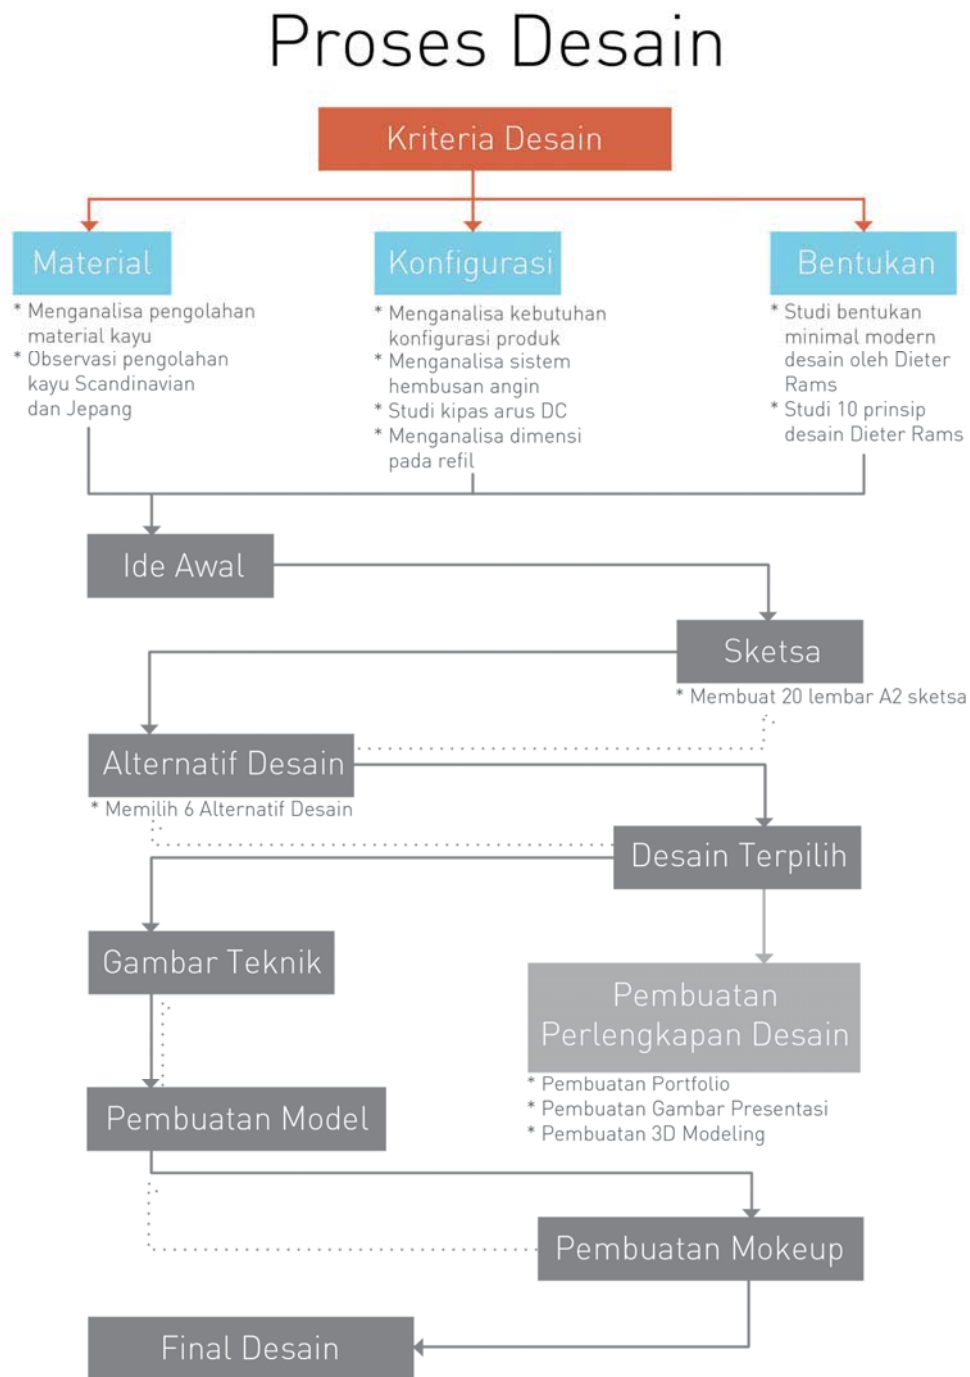 Proses Desain
Kriteria Desain
Material
* Menganalisa pengolahan
material kayu
* Observasi pengolahan
kayu Scandinavian
dan Jepang
Konfigurasi
* Menganalisa kebutuhan
konfigurasi produk
* Menganalisa sistem
hembusan angin
* Studi kipas arus DC
* Menganalisa dimensi
pada refil
Bentukan
* Studi bentukan
minimal modern
desain oleh Dieter
Rams
* Studi 10 prinsip
desain Dieter Rams
Ide Awal
Sketsa
* Membuat 20 lembar A2 sketsa
Alternatif Desain
* Memilih 6 Alternatif Desain
Desain Terpilih
Gambar Teknik
Pembuatan
Perlengkapan Desain
* Pembuatan Portfolio
* Pembuatan Gambar Presentasi
* Pembuatan 3D Modeling
Pembuatan Model
Pembuatan Mokeup
Final Desain